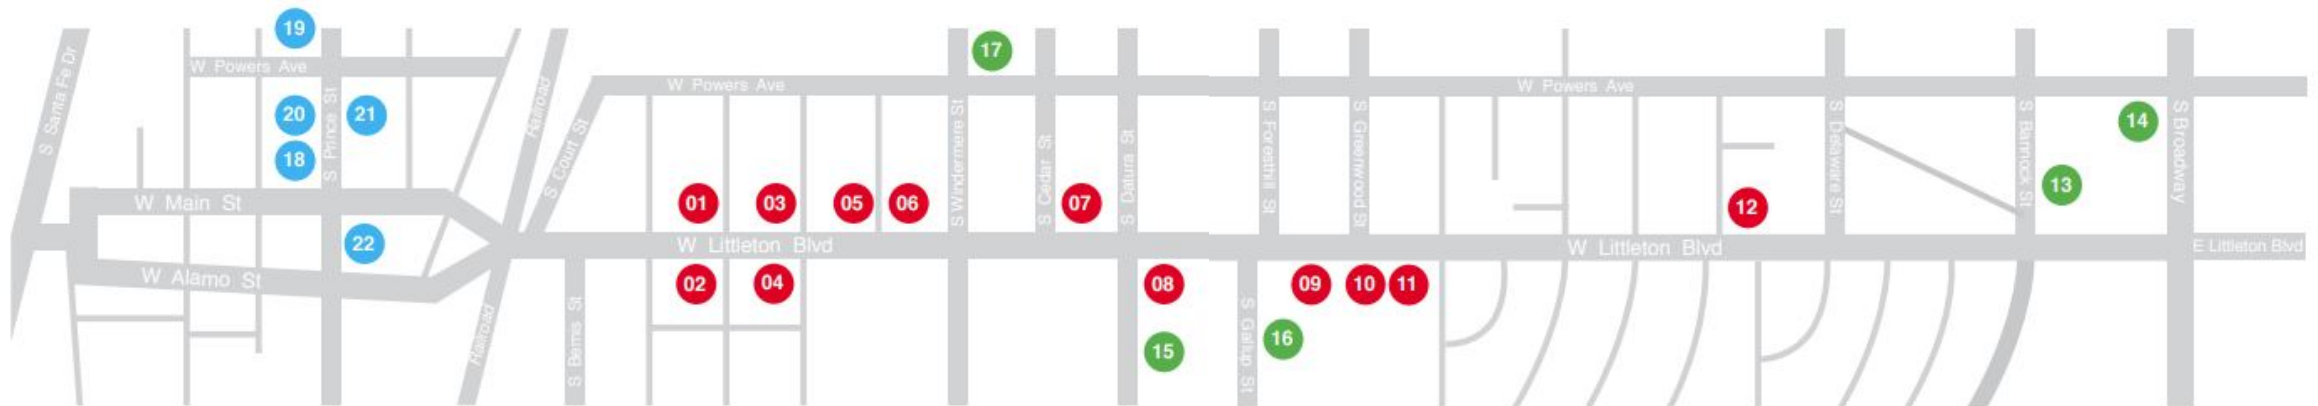 19
17
S Santa Fe Dr
W Powers Ave
Railroad
W Powers Ave
W Powers Ave
20
21
S Prince St
18
S Court St
S Windermere St
S Cedar St
S Datura St
S Foresthill St
S Greenwood St
S Delaware St
S Bannock St
14
S Broadway
13
W Main St
01
03
05
06
07
12
22
W Littleton Blvd
W Littleton Blvd
E Littleton Blvd
W Alamo St
02
04
08
09
10
11
Railroad
S Bemis St
15
S Gallup St
16